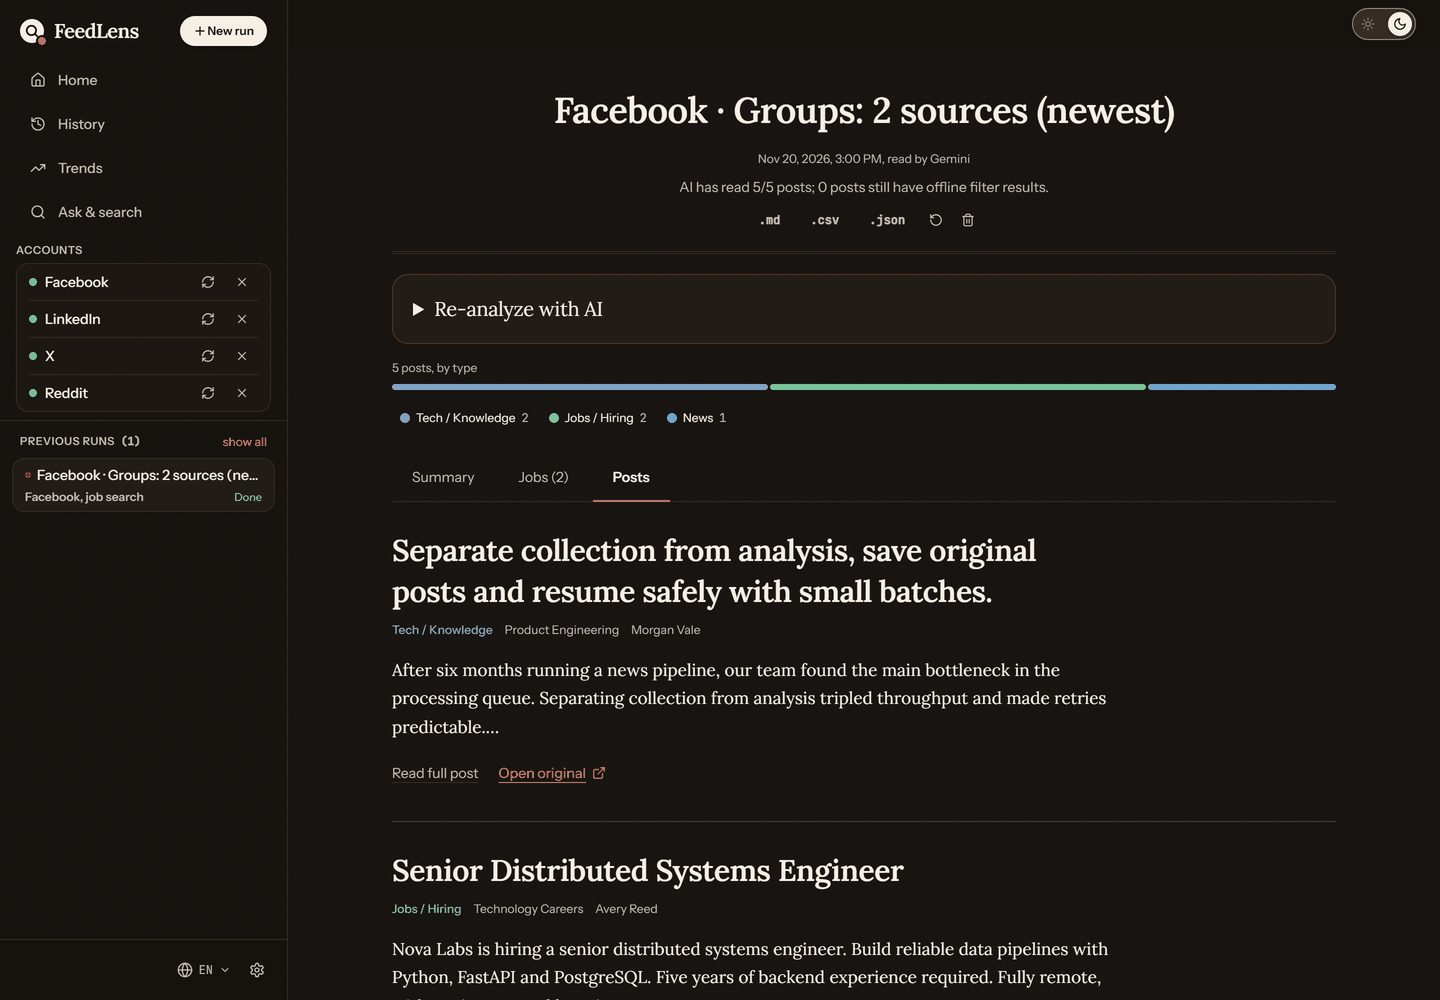 FeedLens
+ New run
Home
History
Trends
Ask & search
ACCOUNTS
Facebook
LinkedIn
X
Reddit
PREVIOUS RUNS (1)
show all
Facebook · Groups: 2 sources (ne...
Facebook, job search
Done
EN
Facebook · Groups: 2 sources (newest)
Nov 20, 2026, 3:00 PM, read by Gemini
AI has read 5/5 posts; 0 posts still have offline filter results.
.md .csv .json
Re-analyze with AI
5 posts, by type
Tech / Knowledge 2 Jobs / Hiring 2 News 1
Summary Jobs (2) Posts
Separate collection from analysis, save original
posts and resume safely with small batches.
Tech / Knowledge Product Engineering Morgan Vale
After six months running a news pipeline, our team found the main bottleneck in the
processing queue. Separating collection from analysis tripled throughput and made retries
predictable....
Read full post Open original
Senior Distributed Systems Engineer
Jobs / Hiring Technology Careers Avery Reed
Nova Labs is hiring a senior distributed systems engineer. Build reliable data pipelines with
Python, FastAPI and PostgreSQL. Five years of backend experience required. Fully remote,